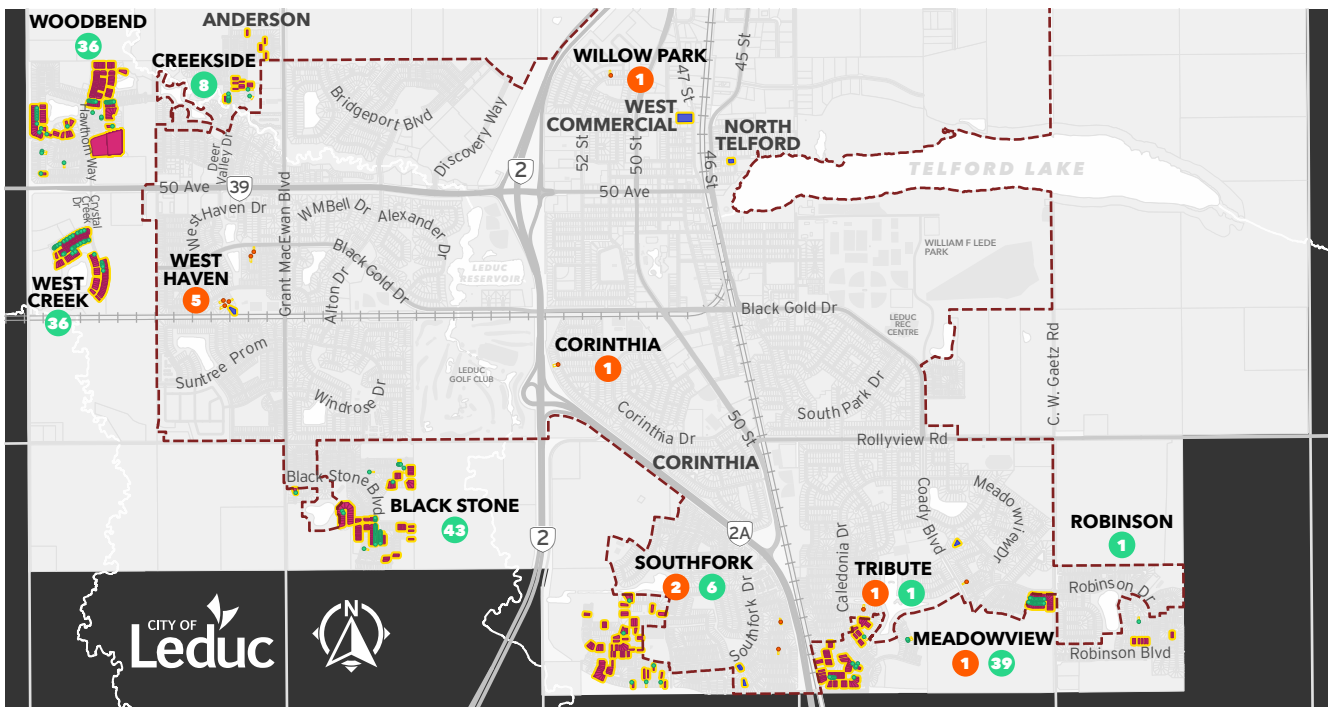 WOODBEND
36
ANDERSON
CREEKSIDE
8
WILLOW PARK
1
WEST
COMMERCIAL
NORTH
TELFORD
TELFORD LAKE
Bridgeport Blvd
Discovery Way
47 St
45 St
52 St
50 St
46 St
2
Hawthorn Way
Deer
Valley Dr
50 Ave
39
50 Ave
Crystal
Creek
Dr
West Haven Dr
Grant MacEwan Blvd
WMBell Dr
Alexander Dr
WILLIAM F LEDE
PARK
WEST
CREEK
36
WEST
HAVEN
5
Black Gold Dr
Alton Dr
LEDUC
RESERVOIR
Black Gold Dr
LEDUC
REC
CENTRE
C. W. Gaetz Rd
Suntree Prom
Windrose Dr
LEDUC
GOLF CLUB
CORINTHIA
1
Corinthia Dr
50 St
South Park Dr
Rollyview Rd
CORINTHIA
Black Stone Blvd
BLACK STONE
43
2
2A
Coady Blvd
Meadowview Dr
Caledonia Dr
ROBINSON
1
SOUTHFORK
2
6
Southfork Dr
TRIBUTE
1
1
Robinson Dr
MEADOWVIEW
1
39
Robinson Blvd
CITY OF
Leduc
N